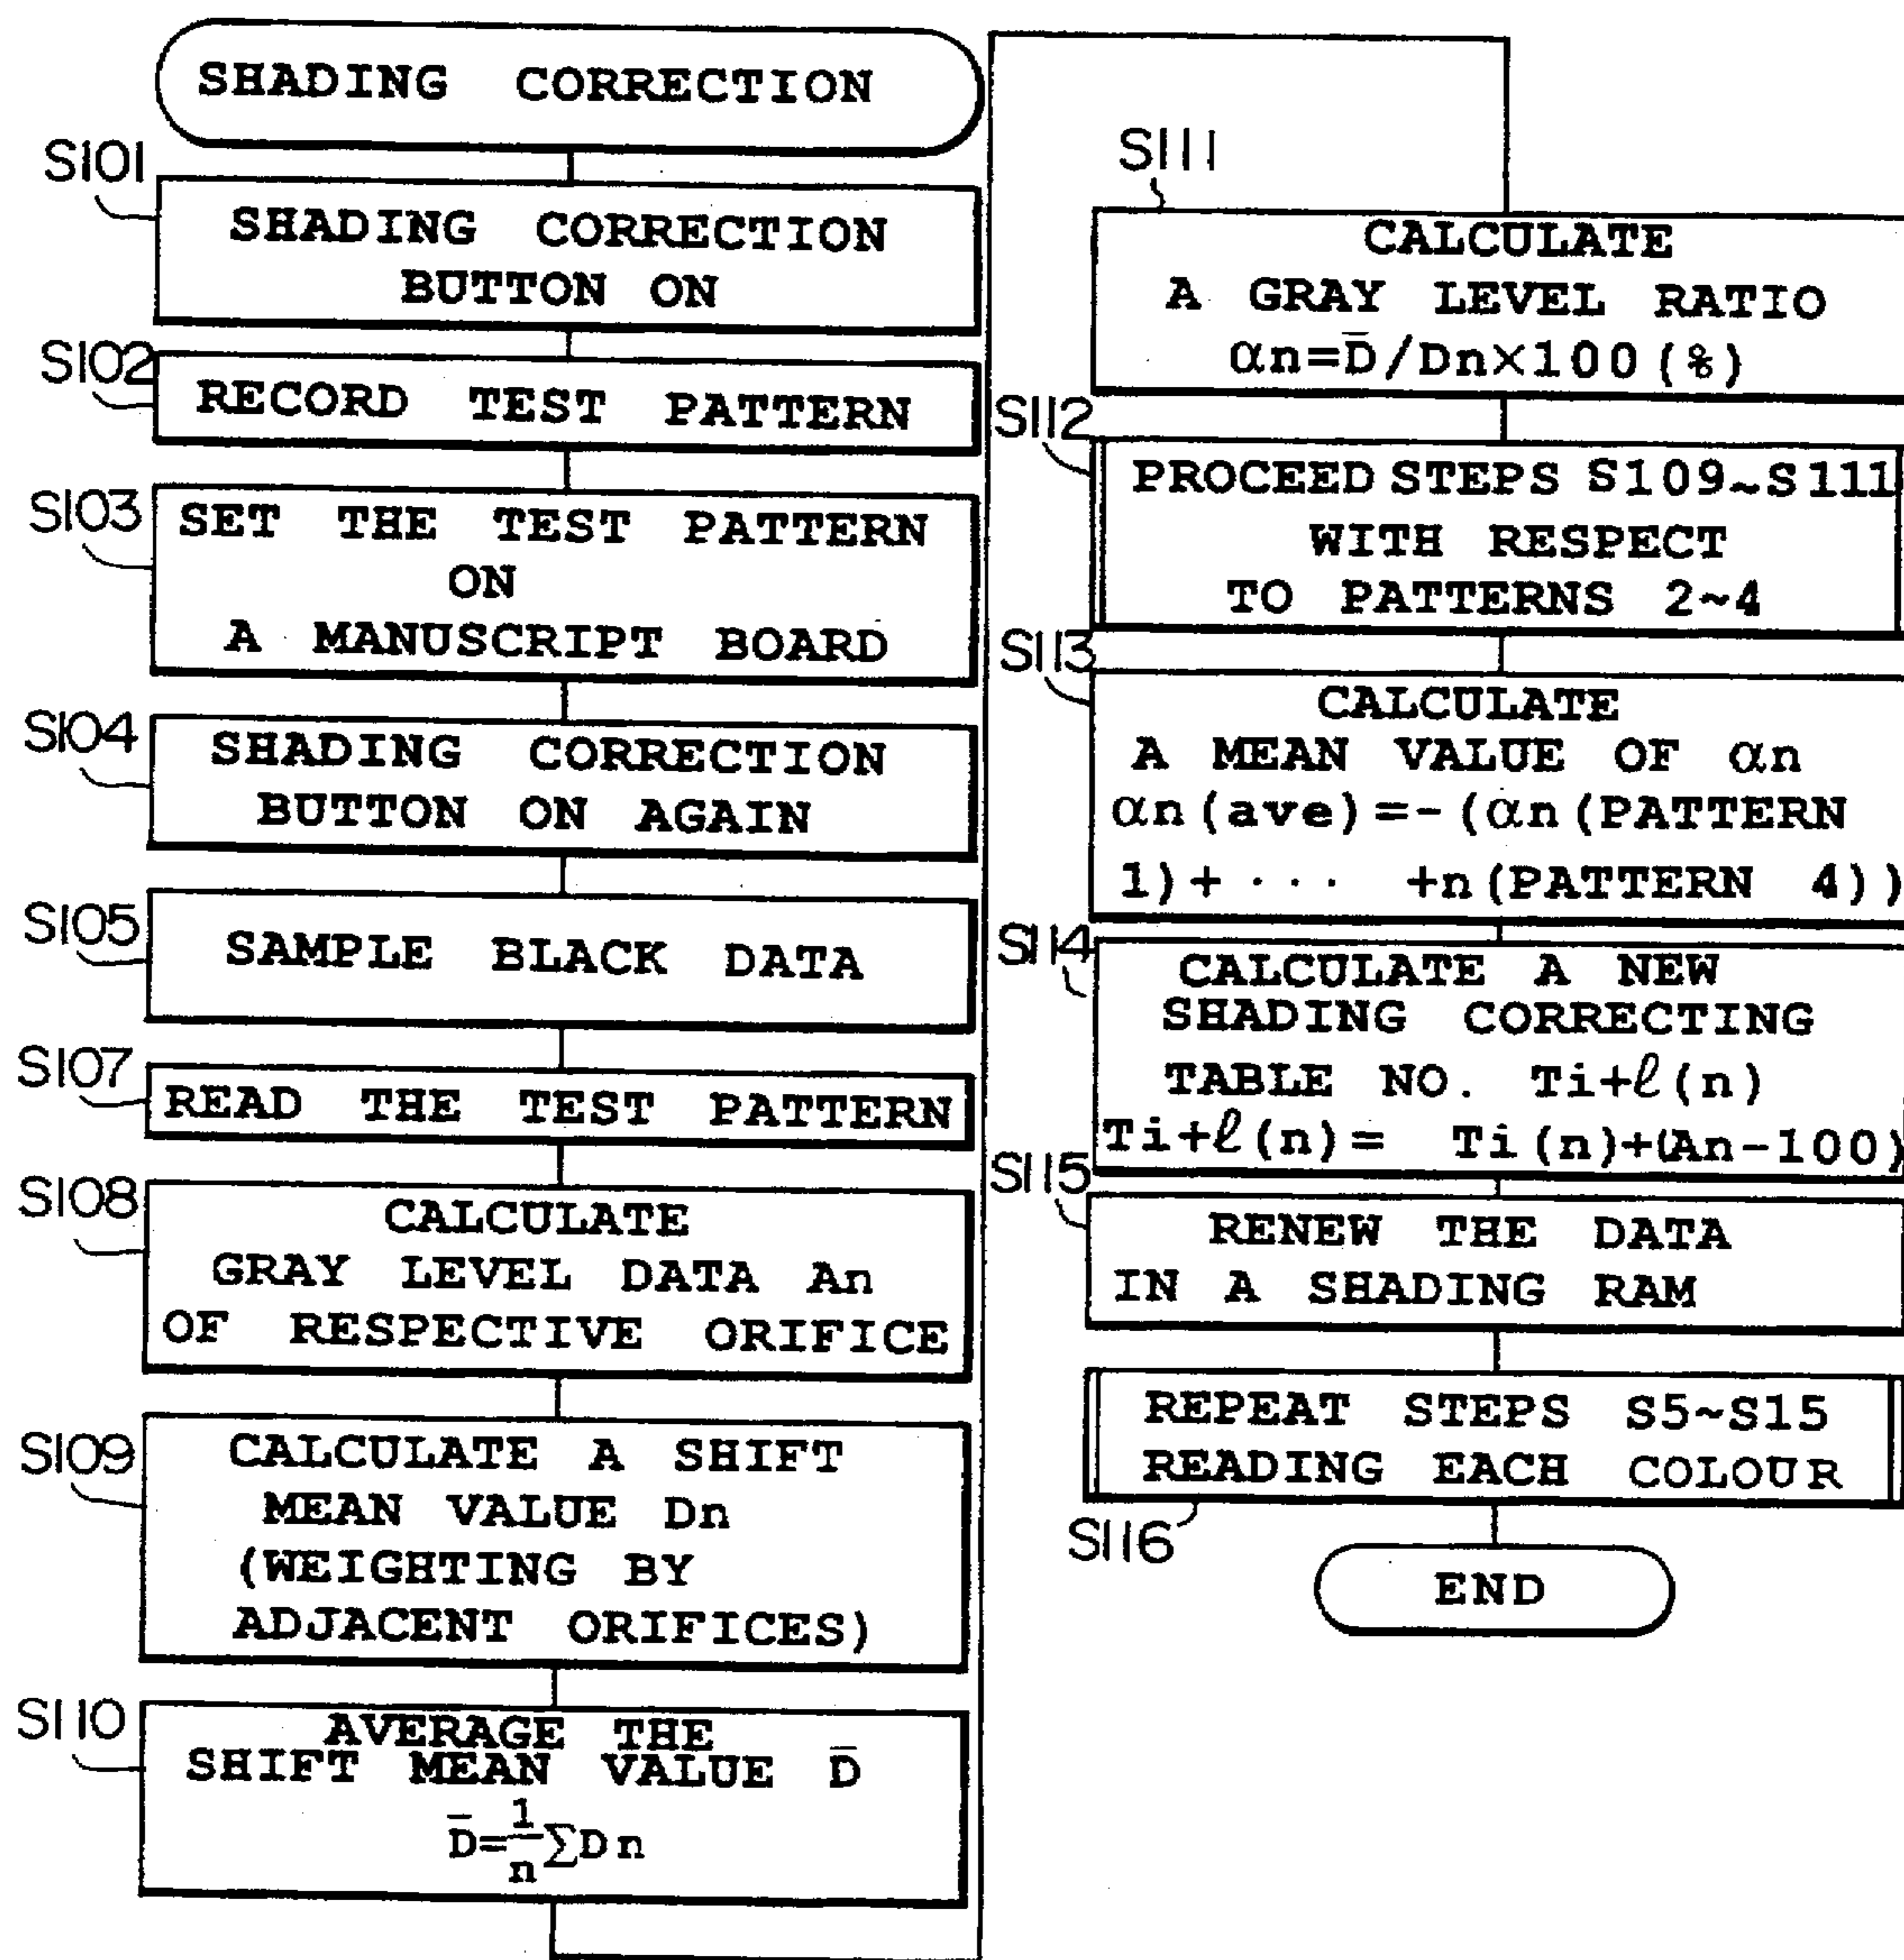 SHADING CORRECTION
S101
SHADING CORRECTION
BUTTON ON
S102
RECORD TEST PATTERN
S103
SET THE TEST PATTERN
ON
A MANUSCRIPT BOARD
S104
SHADING CORRECTION
BUTTON ON AGAIN
S105
SAMPLE BLACK DATA
S107
READ THE TEST PATTERN
S108
CALCULATE
GRAY LEVEL DATA An
OF RESPECTIVE ORIFICE
S109
CALCULATE A SHIFT
MEAN VALUE Dn
(WEIGHTING BY
ADJACENT ORIFICES)
S110
AVERAGE THE
SHIFT MEAN VALUE D̄
D̄=1/n∑Dn
S111
CALCULATE
A GRAY LEVEL RATIO
αn=D̄/Dn×100(%)
S112
PROCEED STEPS S109~S111
WITH RESPECT
TO PATTERNS 2~4
S113
CALCULATE
A MEAN VALUE OF αn
αn(ave)=-(αn(PATTERN
1)+ ··· +n(PATTERN 4))
S114
CALCULATE A NEW
SHADING CORRECTING
TABLE NO. Ti+ℓ(n)
Ti+ℓ(n)= Ti(n)+(An-100)
S115
RENEW THE DATA
IN A SHADING RAM
REPEAT STEPS S5~S15
READING EACH COLOUR
S116
END